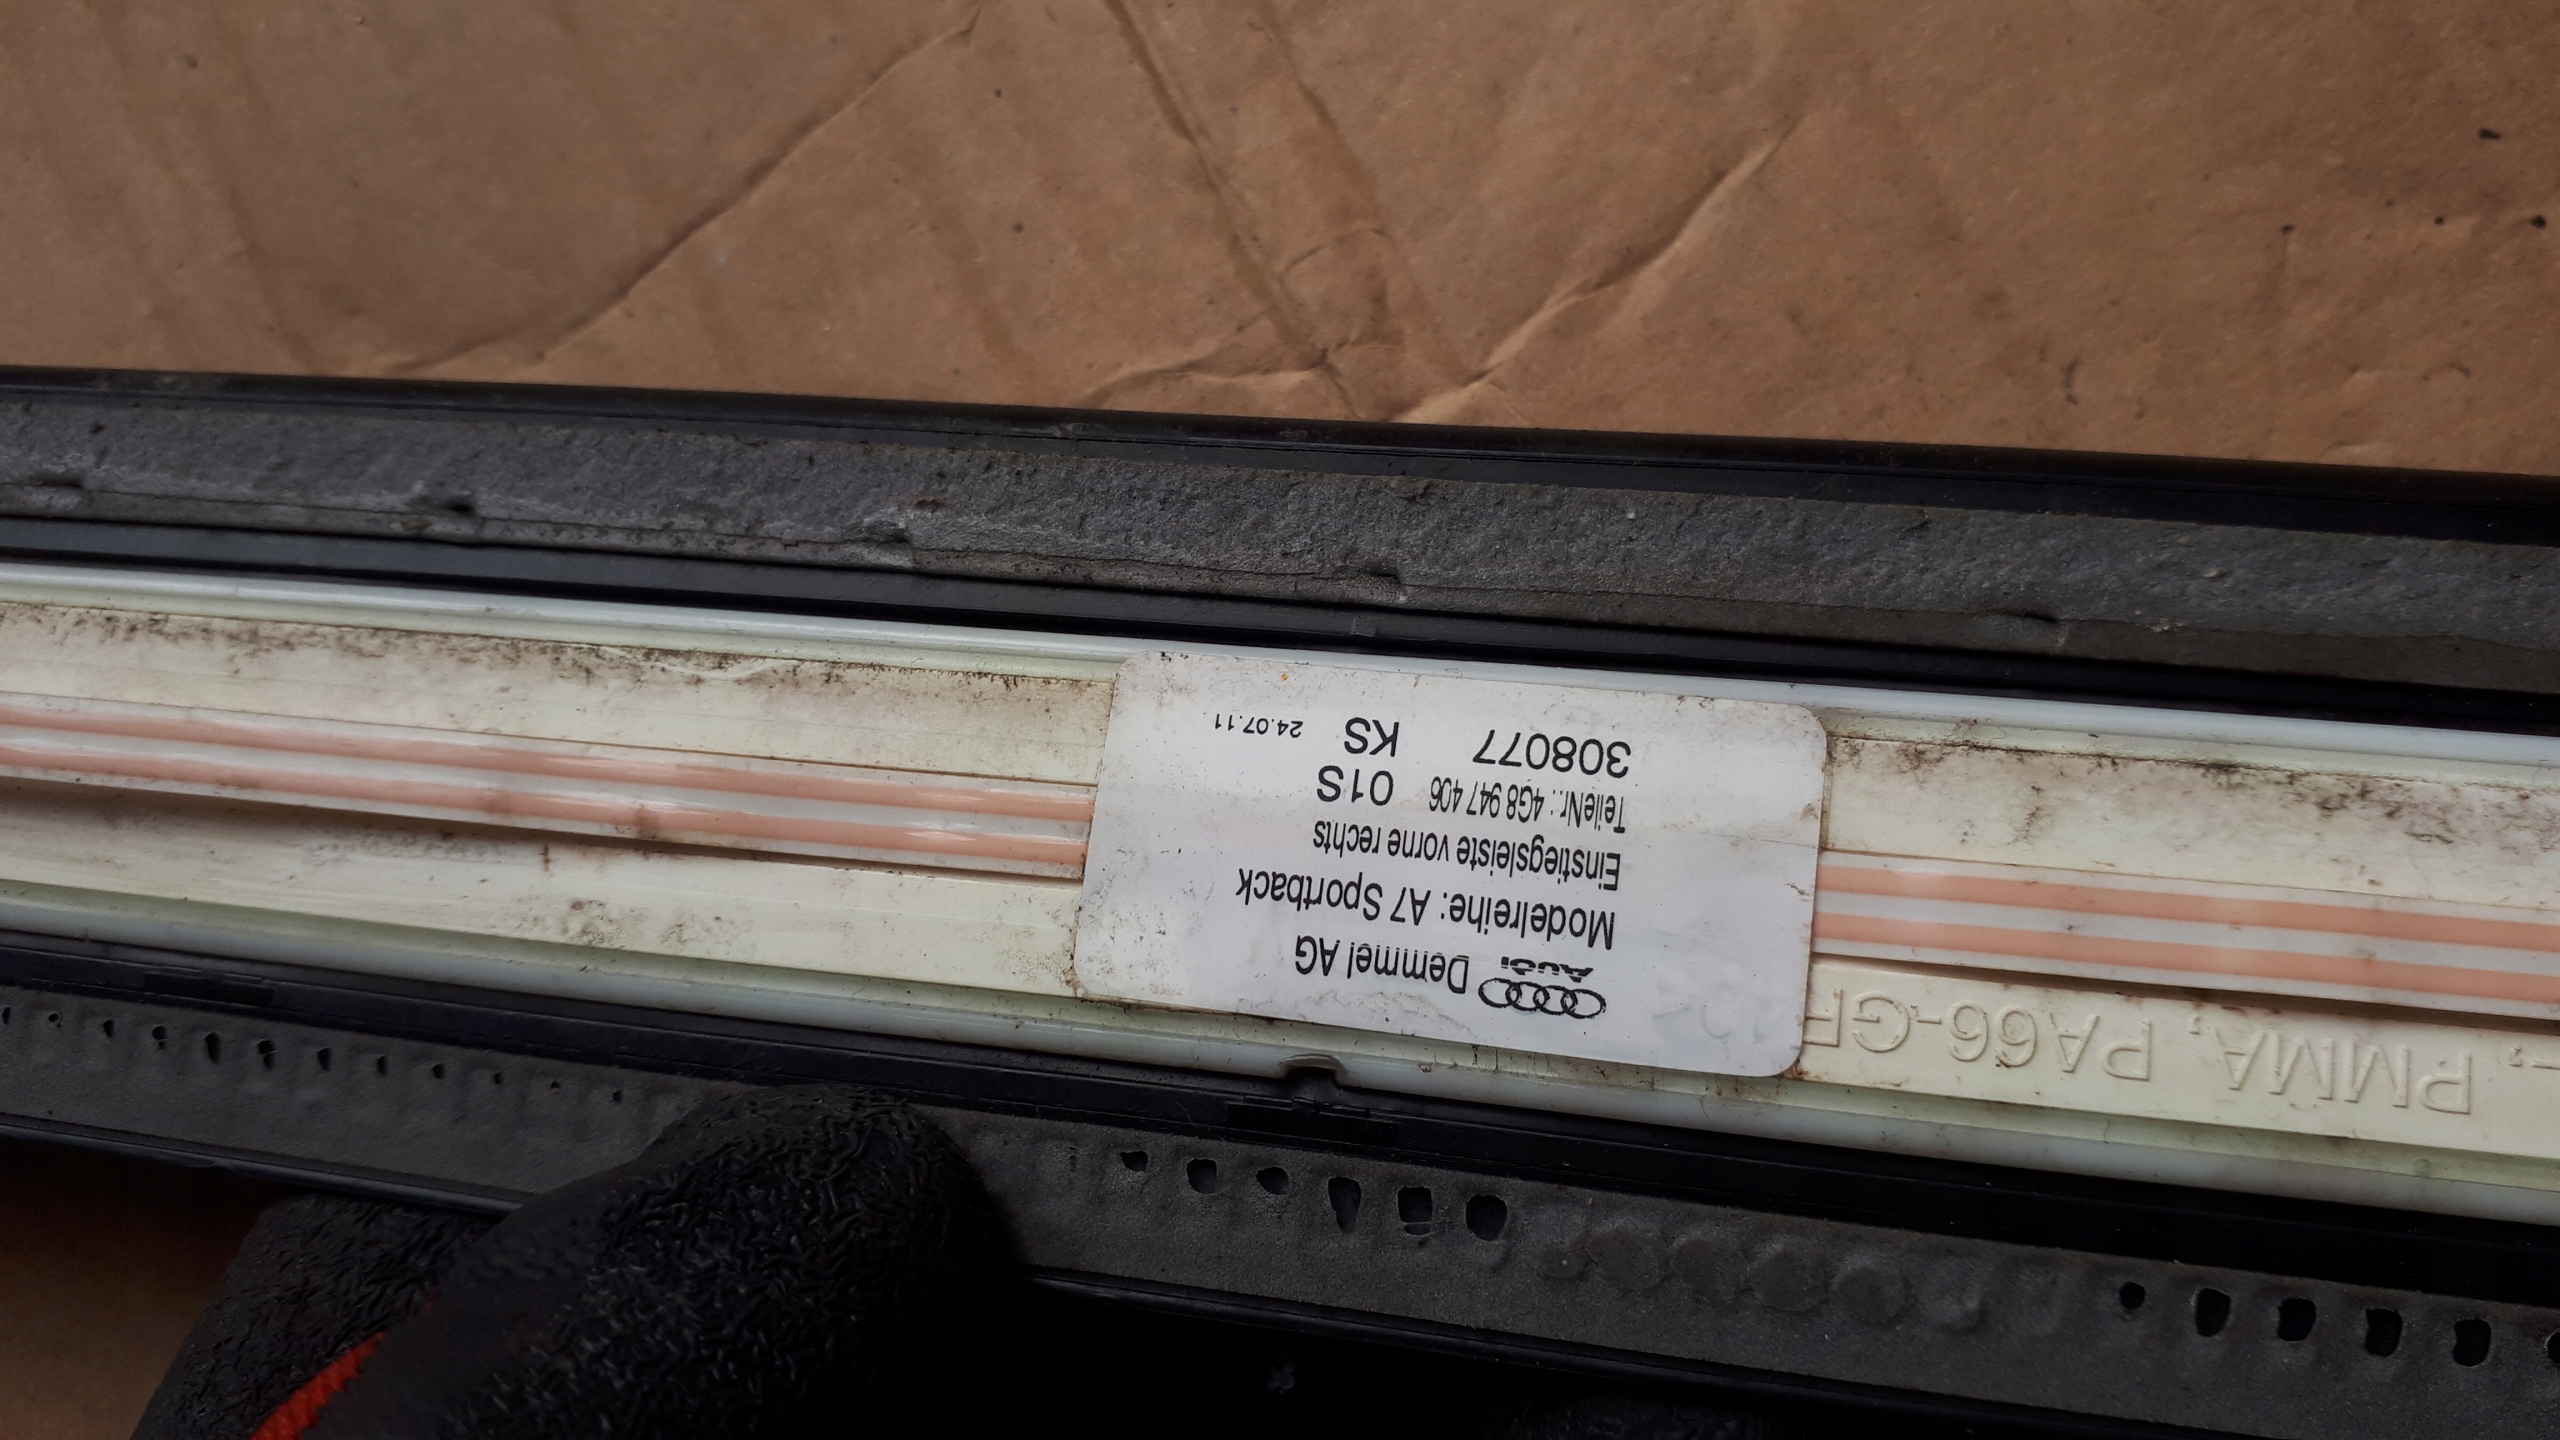 Audi Demmel AG
Modelreihe: A7 Sportback
Einstiegsleiste vorne rechts
TeileNr.: 4G8 947 406 01S
308077 KS 24.07.11
, PMMA, PA66-GF